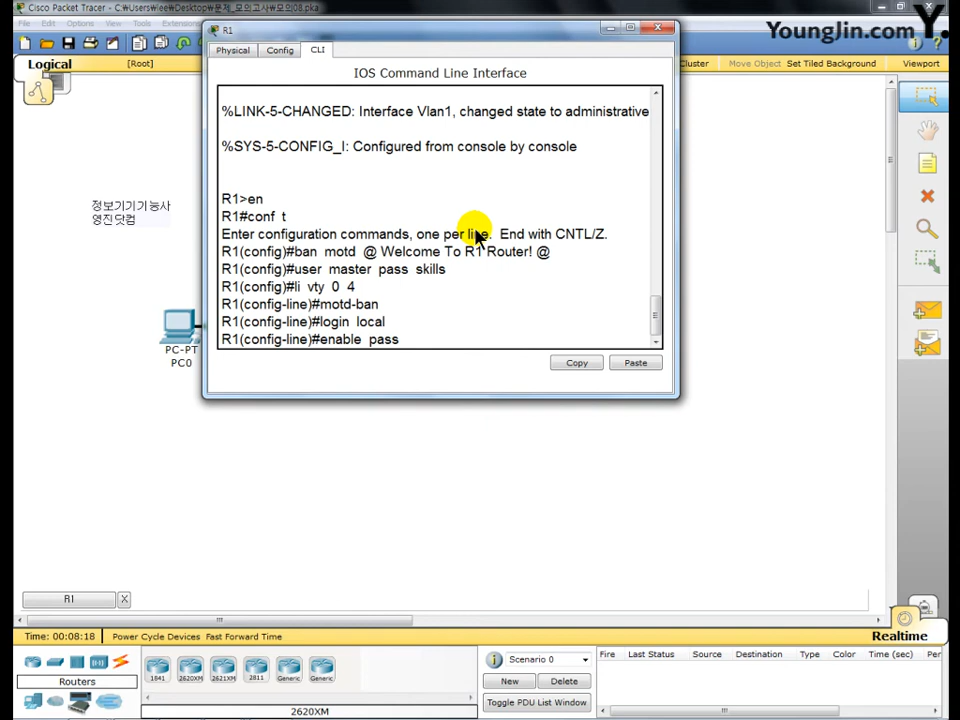 Cisco Packet Tracer - C:₩Users₩lee₩Desktop₩문제_모의고사₩모의08.pka
File Edit Options View Tools Extensions
YoungJin.com Y.
Logical
[Root]
Cluster
Move Object
Set Tiled Background
Viewport
R1
Physical
Config
CLI
IOS Command Line Interface
%LINK-5-CHANGED: Interface Vlan1, changed state to administrative
%SYS-5-CONFIG_I: Configured from console by console
R1>en
R1#conf t
Enter configuration commands, one per line. End with CNTL/Z.
R1(config)#ban motd @ Welcome To R1 Router! @
R1(config)#user master pass skills
R1(config)#li vty 0 4
R1(config-line)#motd-ban
R1(config-line)#login local
R1(config-line)#enable pass
Copy
Paste
정보기기기능사
영진닷컴
PC-PT
PC0
R1
X
Time: 00:08:18
Power Cycle Devices Fast Forward Time
Realtime
Routers
1841
2620XM
2621XM
2811
Generic
Generic
2620XM
Scenario 0
New
Delete
Toggle PDU List Window
Fire
Last Status
Source
Destination
Type
Color
Time (sec)
Per